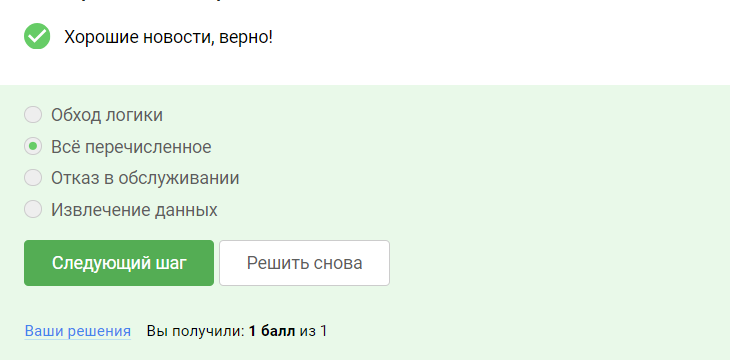 Хорошие новости, верно!
Обход логики
Всё перечисленное
Отказ в обслуживании
Извлечение данных
Следующий шаг Решить снова
Ваши решения Вы получили: 1 балл из 1